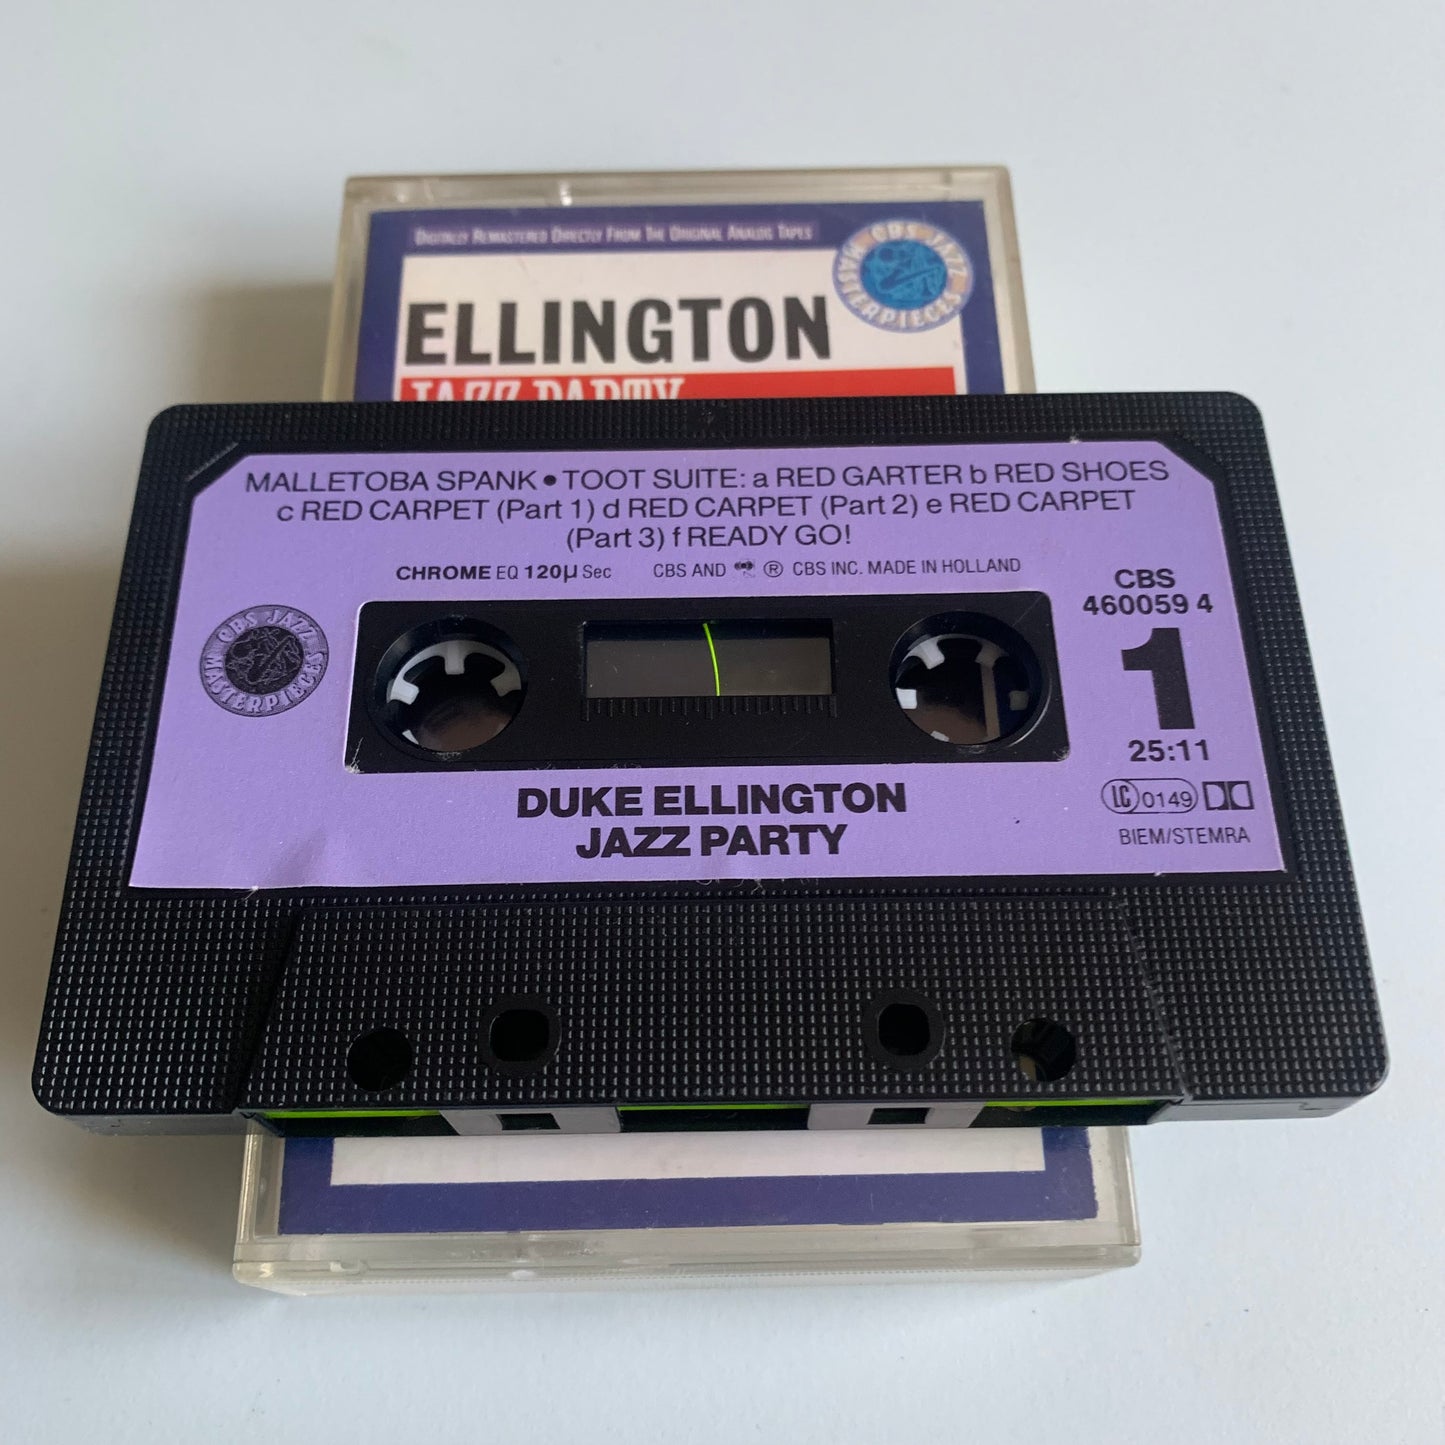 DIGITALLY REMASTERED DIRECTLY FROM THE ORIGINAL ANALOG TAPES
CBS JAZZ MASTERPIECES
ELLINGTON
JAZZ PARTY
MALLETOBA SPANK • TOOT SUITE: a RED GARTER b RED SHOES
c RED CARPET (Part 1) d RED CARPET (Part 2) e RED CARPET
(Part 3) f READY GO!
CHROME EQ 120µ Sec CBS AND ® CBS INC. MADE IN HOLLAND
CBS
460059 4
1
25:11
CBS JAZZ MASTERPIECES
DUKE ELLINGTON
JAZZ PARTY
LC 0149
BIEM/STEMRA